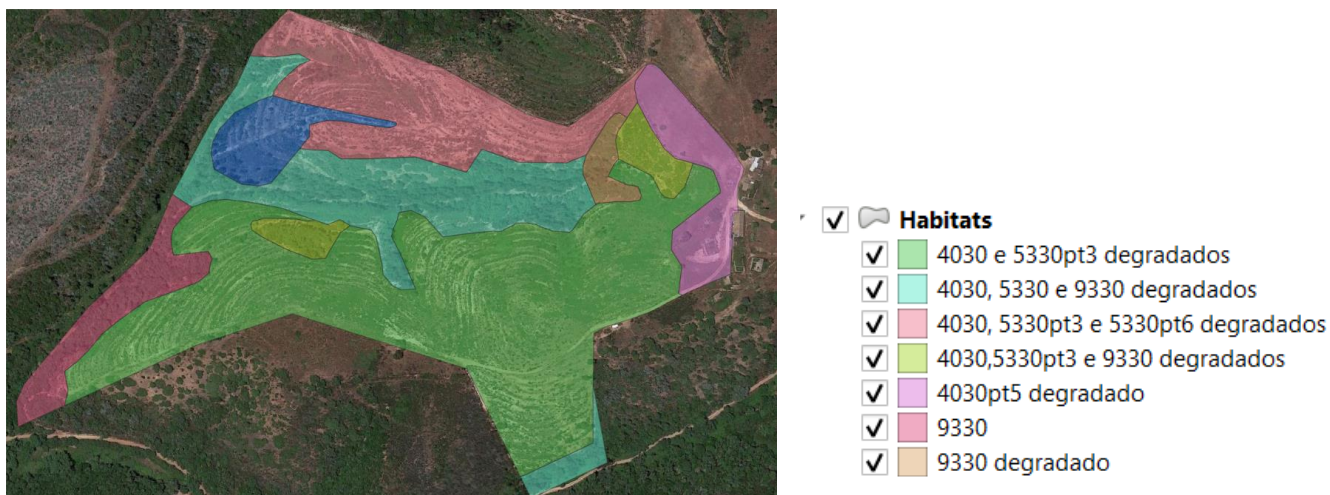 Habitats
4030 e 5330pt3 degradados
4030, 5330 e 9330 degradados
4030, 5330pt3 e 5330pt6 degradados
4030,5330pt3 e 9330 degradados
4030pt5 degradado
9330
9330 degradado